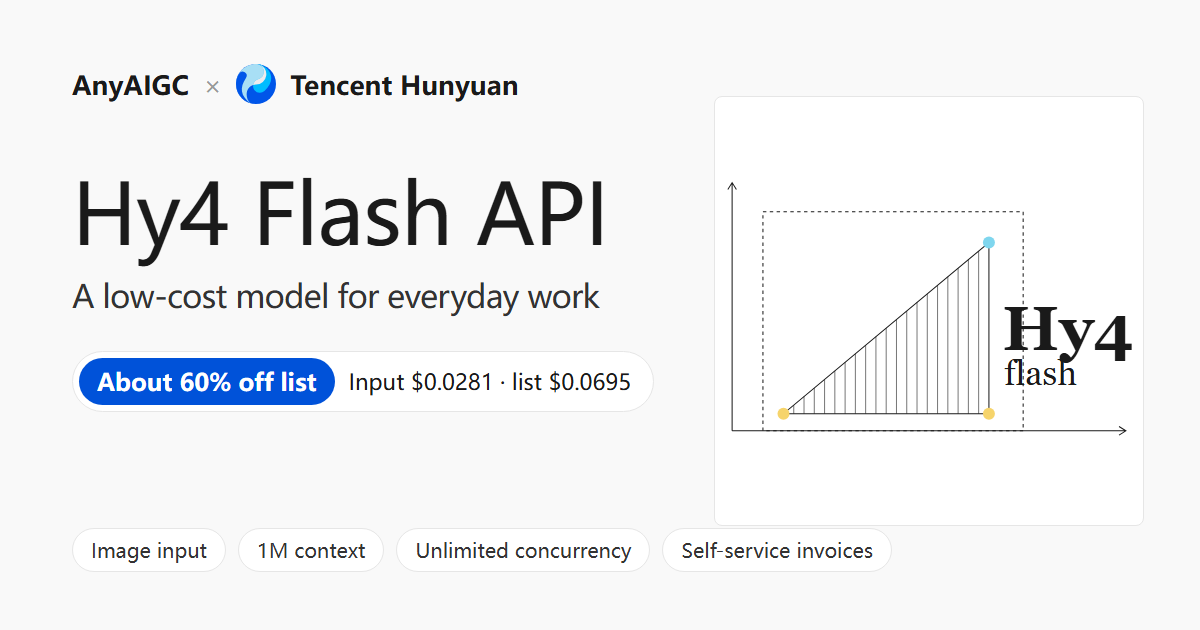 AnyAIGC × Tencent Hunyuan
Hy4 Flash API
A low-cost model for everyday work
About 60% off list Input $0.0281 · list $0.0695
Hy4
flash
Image input
1M context
Unlimited concurrency
Self-service invoices